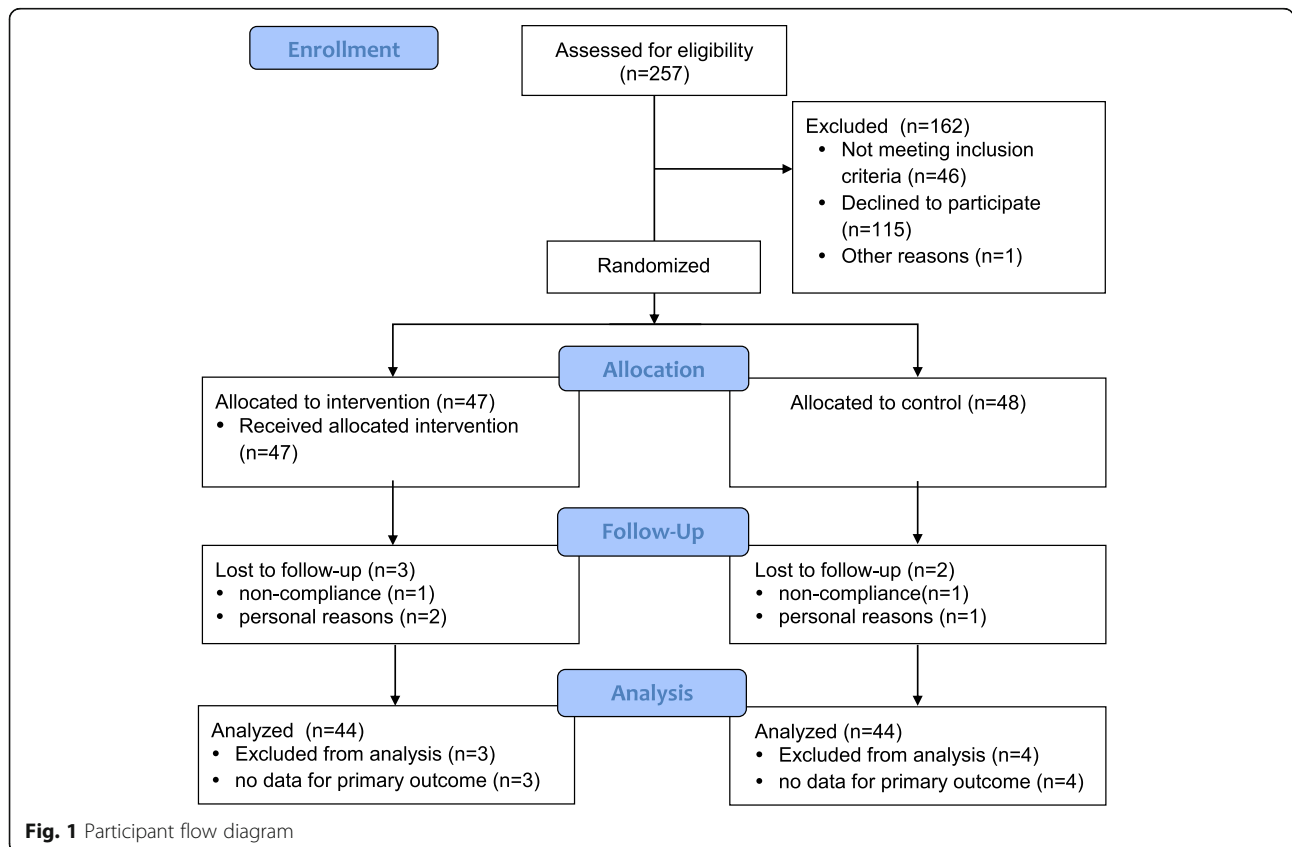 Enrollment
Assessed for eligibility
(n=257)
Excluded (n=162)
• Not meeting inclusion
criteria (n=46)
• Declined to participate
(n=115)
• Other reasons (n=1)
Randomized
Allocation
Allocated to intervention (n=47)
• Received allocated intervention
(n=47)
Allocated to control (n=48)
Follow-Up
Lost to follow-up (n=3)
• non-compliance (n=1)
• personal reasons (n=2)
Lost to follow-up (n=2)
• non-compliance(n=1)
• personal reasons (n=1)
Analysis
Analyzed (n=44)
• Excluded from analysis (n=3)
• no data for primary outcome (n=3)
Analyzed (n=44)
• Excluded from analysis (n=4)
• no data for primary outcome (n=4)
Fig. 1 Participant flow diagram